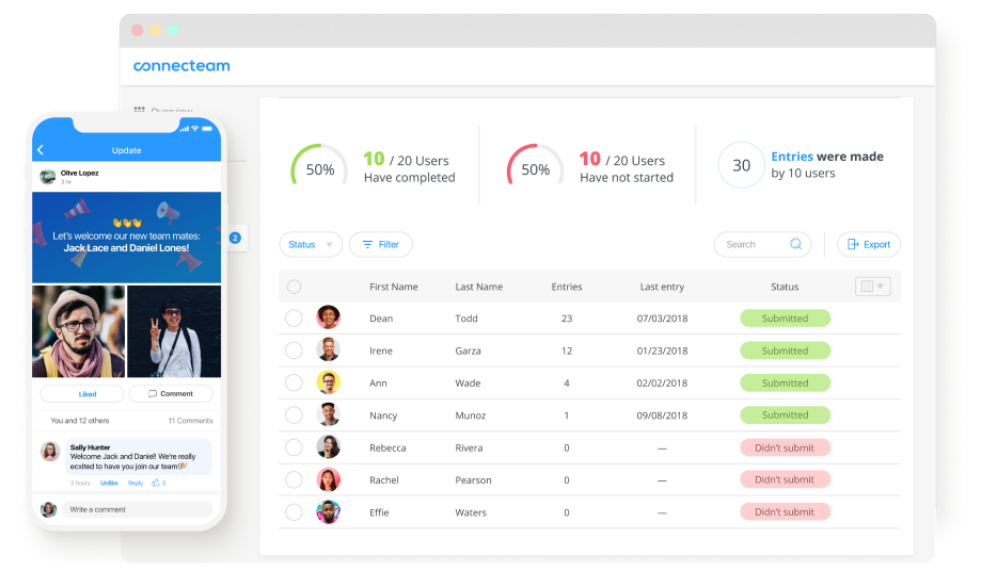 connecteam
Overview
50%
10 / 20 Users
Have completed
50%
10 / 20 Users
Have not started
30
Entries were made
by 10 users
2
Status
Filter
Search
Export
First Name Last Name Entries Last entry Status
Dean Todd 23 07/03/2018 Submitted
Irene Garza 12 01/23/2018 Submitted
Ann Wade 4 02/02/2018 Submitted
Nancy Munoz 1 09/08/2018 Submitted
Rebecca Rivera 0 — Didn't submit
Rachel Pearson 0 — Didn't submit
Effie Waters 0 — Didn't submit
Update
Olive Lopez
3 hr
Let's welcome our new team mates:
Jack Lace and Daniel Lones!
Liked
Comment
You and 12 others 11 Comments
Sally Hunter
Welcome Jack and Daniel! We're really
ecxited to have you join our team
3 hours Unlike Reply 3
Write a comment